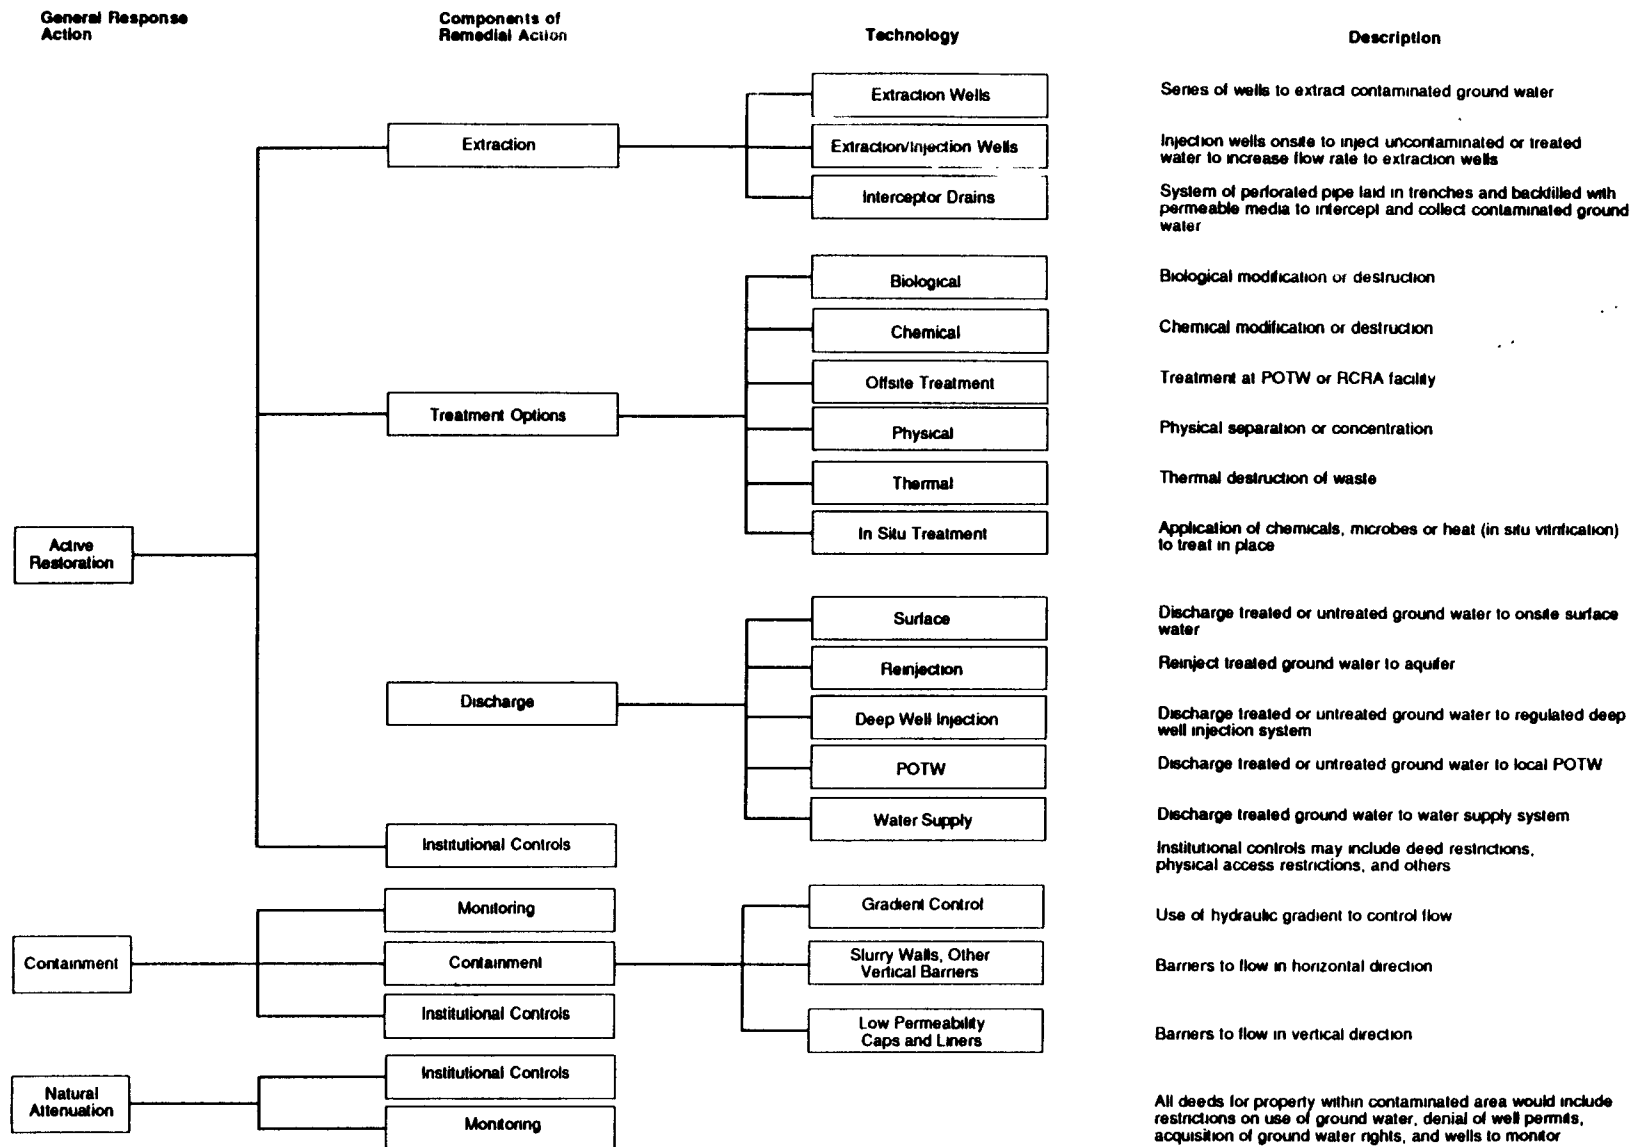 General Response
Action
Components of
Remedial Action
Technology
Description
Extraction Wells
Series of wells to extract contaminated ground water
Extraction
Extraction/Injection Wells
Injection wells onsite to inject uncontaminated or treated
water to increase flow rate to extraction wells
Interceptor Drains
System of perforated pipe laid in trenches and backfilled with
permeable media to intercept and collect contaminated ground
water
Biological
Biological modification or destruction
Chemical
Chemical modification or destruction
Offsite Treatment
Treatment at POTW or RCRA facility
Treatment Options
Physical
Physical separation or concentration
Thermal
Thermal destruction of waste
In Situ Treatment
Application of chemicals, microbes or heat (in situ vitrification)
to treat in place
Active
Restoration
Surface
Discharge treated or untreated ground water to onsite surface
water
Reinjection
Reinject treated ground water to aquifer
Discharge
Deep Well Injection
Discharge treated or untreated ground water to regulated deep
well injection system
POTW
Discharge treated or untreated ground water to local POTW
Water Supply
Discharge treated ground water to water supply system
Institutional Controls
Institutional controls may include deed restrictions,
physical access restrictions, and others
Monitoring
Gradient Control
Use of hydraulic gradient to control flow
Containment
Containment
Slurry Walls, Other
Vertical Barriers
Barriers to flow in horizontal direction
Institutional Controls
Low Permeability
Caps and Liners
Barriers to flow in vertical direction
Institutional Controls
Natural
Attenuation
Monitoring
All deeds for property within contaminated area would include
restrictions on use of ground water, denial of well permits,
acquisition of ground water rights, and wells to monitor